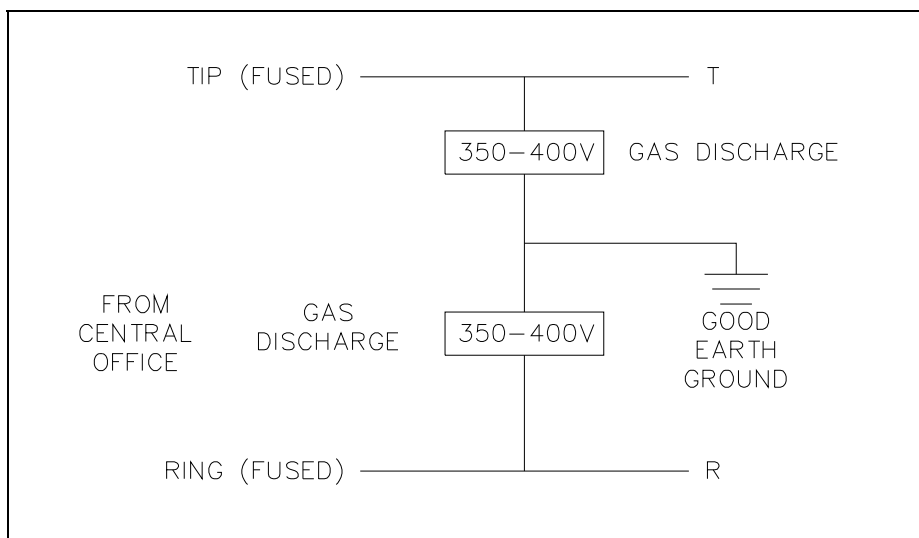 TIP (FUSED)
T
350-400V
GAS DISCHARGE
FROM
CENTRAL
OFFICE
GAS
DISCHARGE
350-400V
GOOD
EARTH
GROUND
RING (FUSED)
R